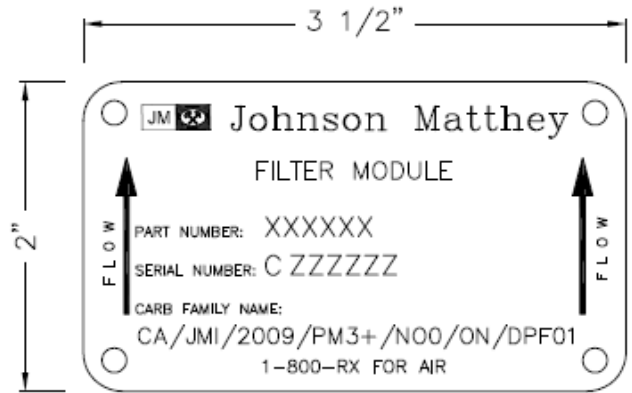 3 1/2"
JM Johnson Matthey
FILTER MODULE
2"
FLOW
FLOW
PART NUMBER: XXXXXX
SERIAL NUMBER: C ZZZZZZ
CARB FAMILY NAME:
CA/JMI/2009/PM3+/N00/ON/DPF01
1-800-RX FOR AIR